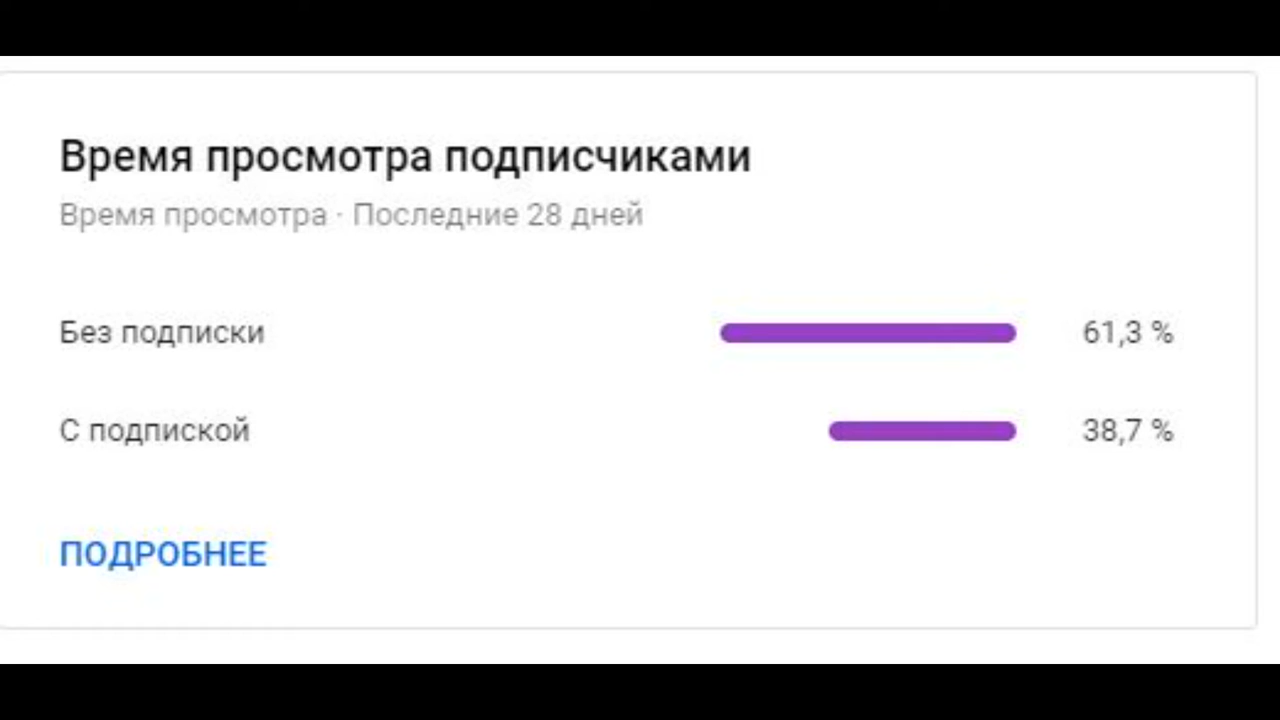 Время просмотра подписчиками
Время просмотра · Последние 28 дней
Без подписки 61,3 %
С подпиской 38,7 %
ПОДРОБНЕЕ